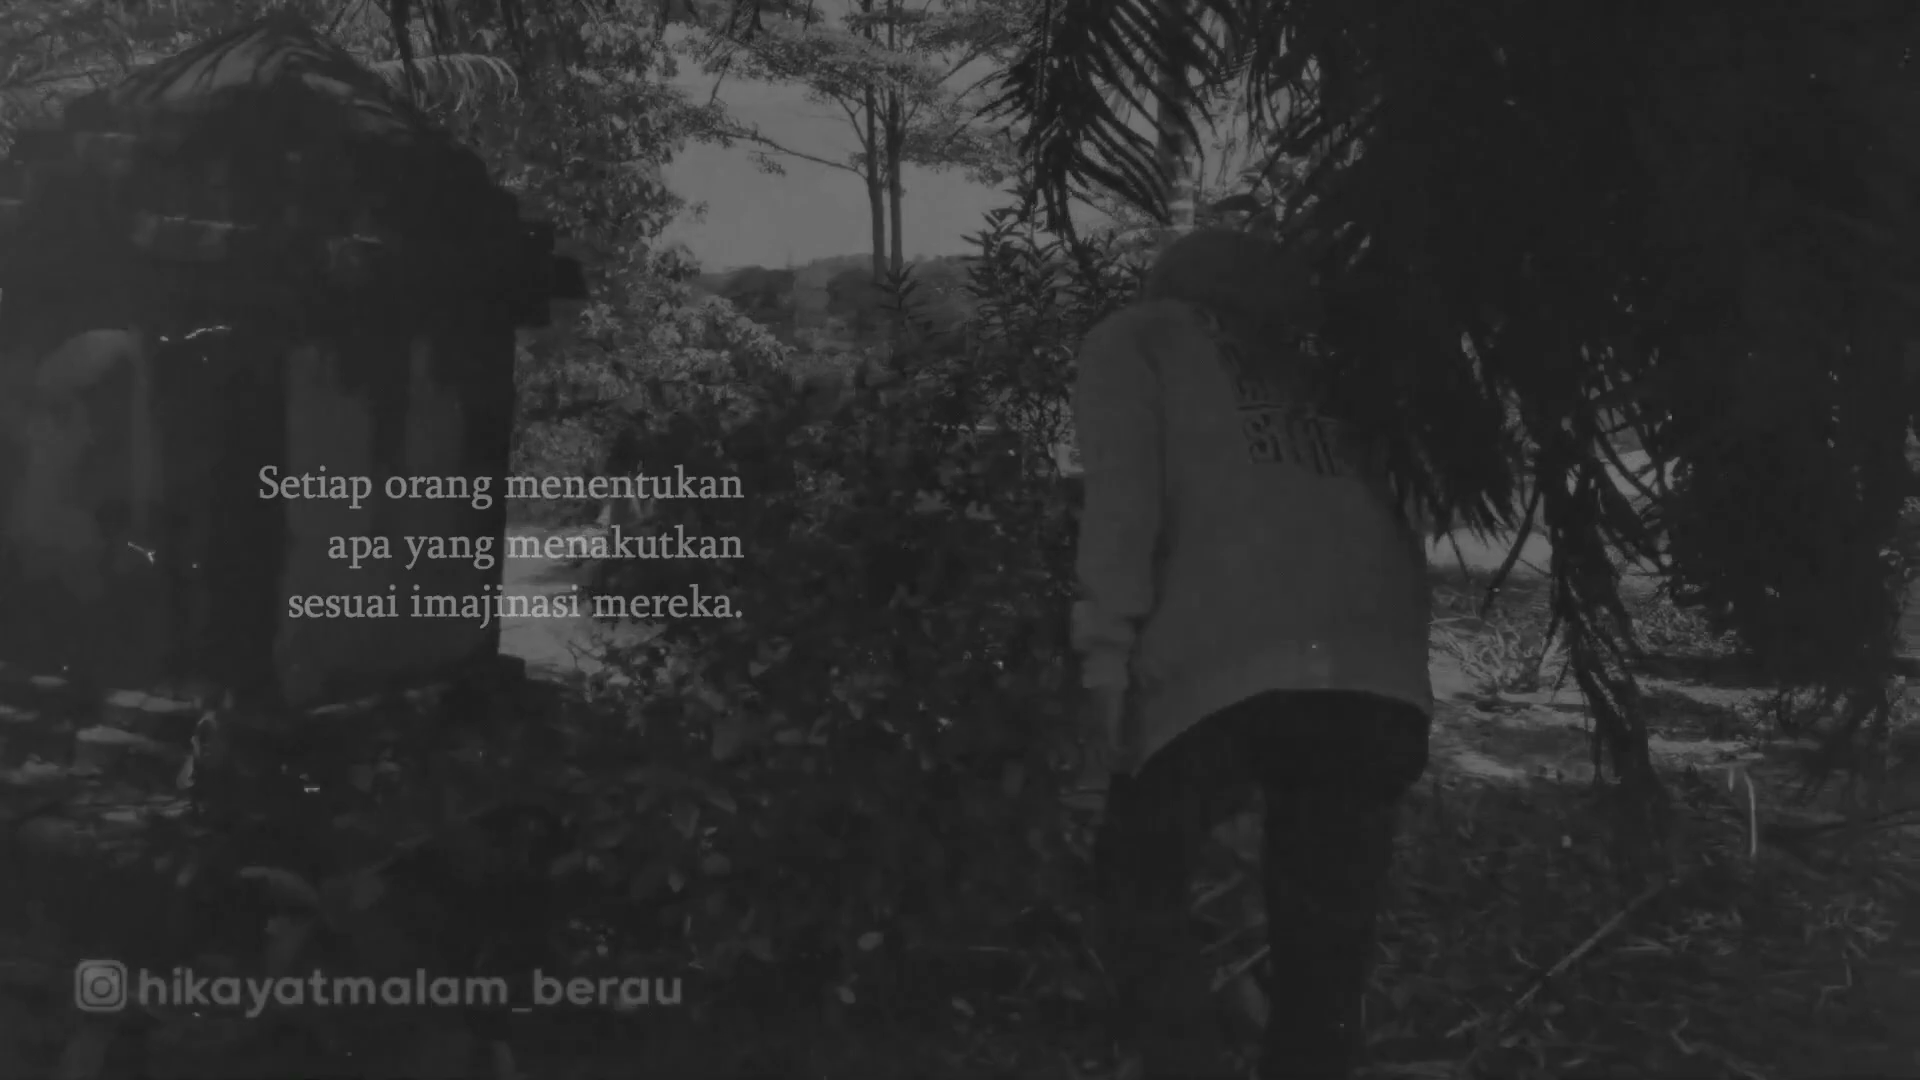 Setiap orang menentukan
apa yang menakutkan
sesuai imajinasi mereka.
hikayatmalam_berau